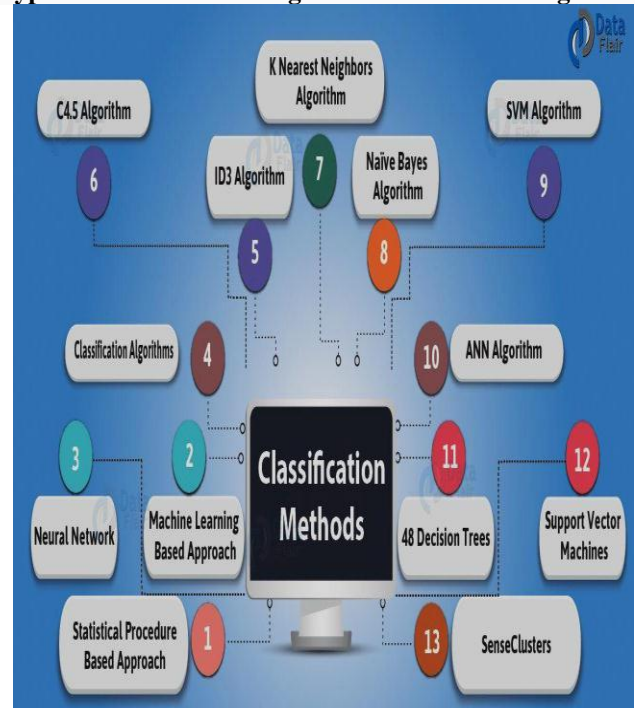 Data
Flair
K Nearest Neighbors
Algorithm
C4.5 Algorithm
SVM Algorithm
6
ID3 Algorithm
7
Naïve Bayes
Algorithm
9
5
8
Classification Algorithms
4
10
ANN Algorithm
3
2
Classification
Methods
11
12
Neural Network
Machine Learning
Based Approach
48 Decision Trees
Support Vector
Machines
Statistical Procedure
Based Approach
1
13
SenseClusters